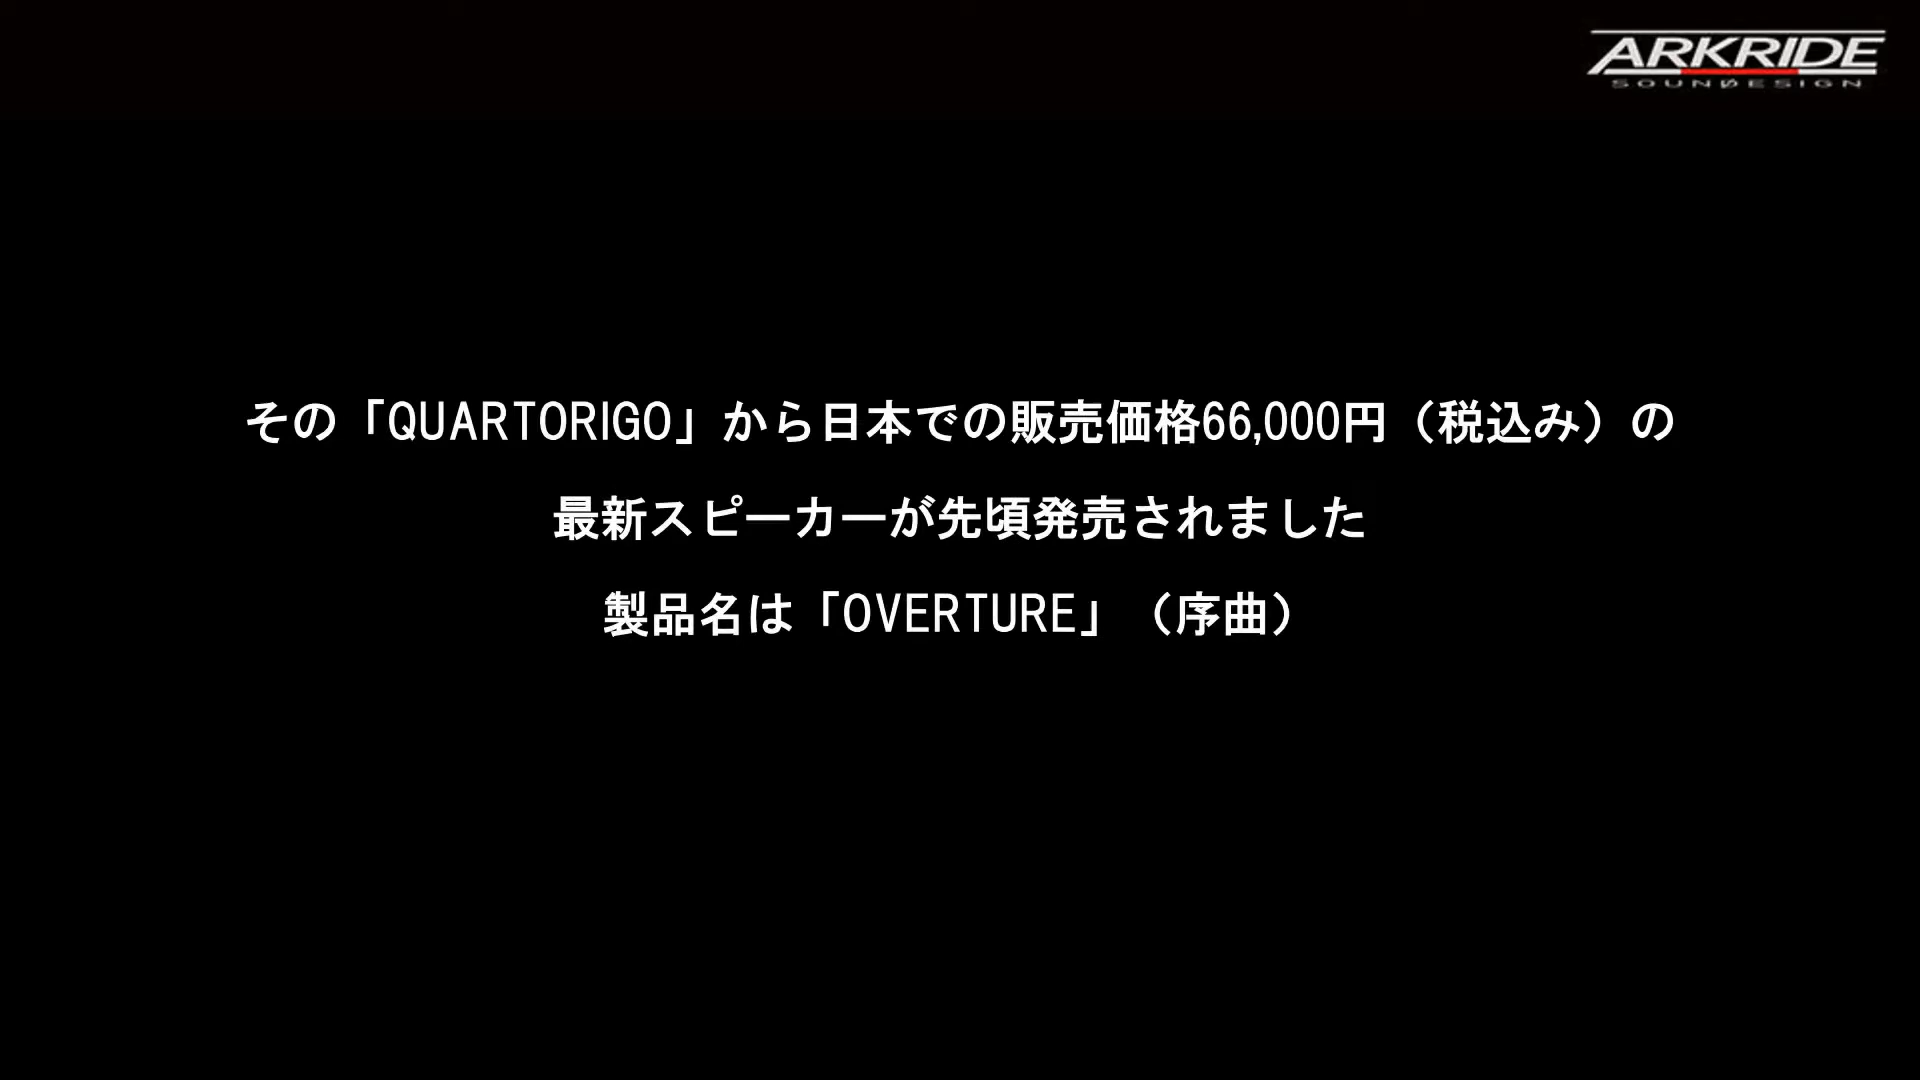 ARKRIDE
SOUNDESIGN
その「QUARTORIGO」から日本での販売価格66,000円（税込み）の
最新スピーカーが先頃発売されました
製品名は「OVERTURE」（序曲）